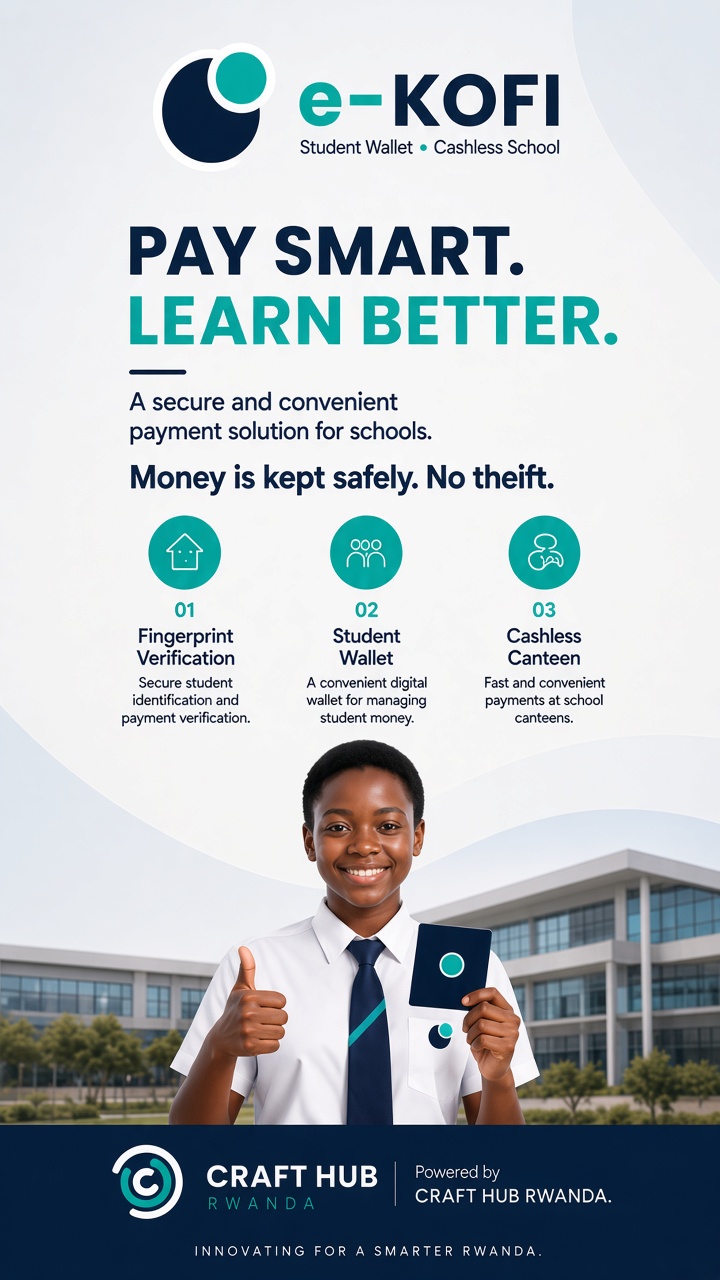 e-KOFI
Student Wallet • Cashless School
PAY SMART.
LEARN BETTER.
A secure and convenient
payment solution for schools.
Money is kept safely. No theift.
01
Fingerprint
Verification
Secure student
identification and
payment verification.
02
Student
Wallet
A convenient digital
wallet for managing
student money.
03
Cashless
Canteen
Fast and convenient
payments at school
canteens.
CRAFT HUB
RWANDA
Powered by
CRAFT HUB RWANDA.
INNOVATING FOR A SMARTER RWANDA.